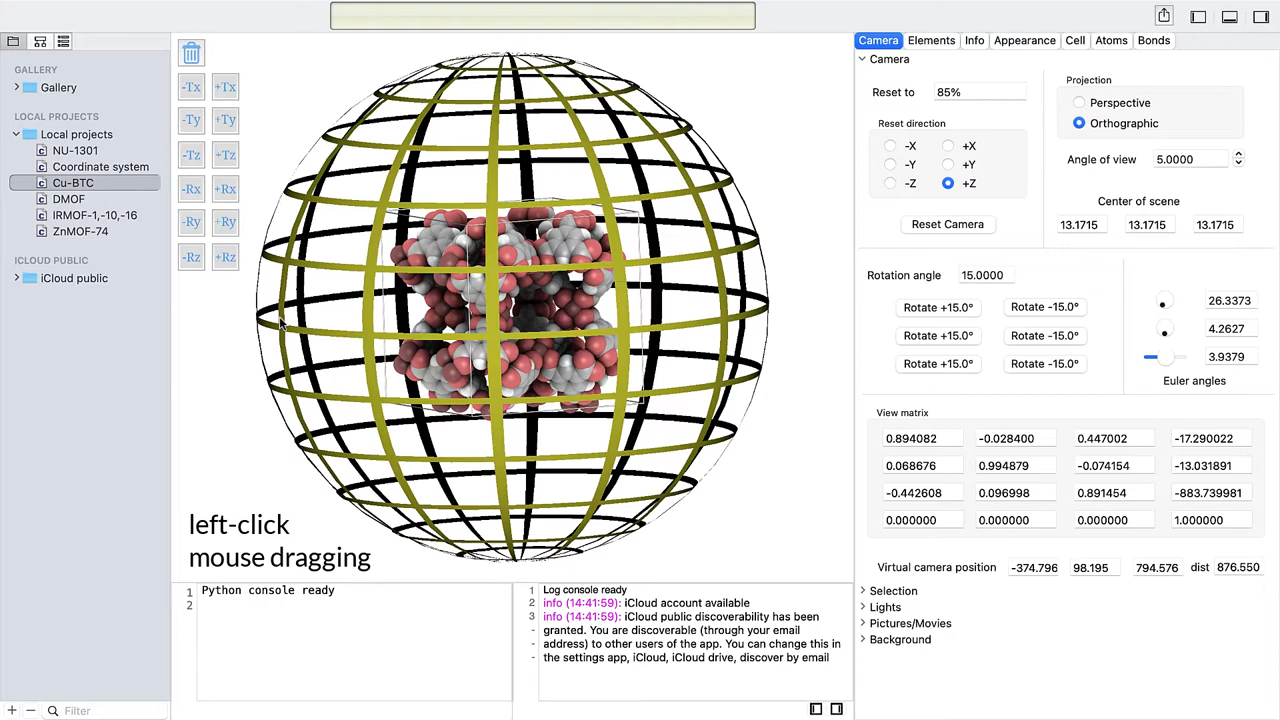 GALLERY
Gallery
LOCAL PROJECTS
Local projects
NU-1301
Coordinate system
Cu-BTC
DMOF
IRMOF-1,-10,-16
ZnMOF-74
ICLOUD PUBLIC
iCloud public
Filter
-Tx +Tx
-Ty +Ty
-Tz +Tz
-Rx +Rx
-Ry +Ry
-Rz +Rz
left-click
mouse dragging
1 Python console ready
2
1 Log console ready
2 info (14:41:59): iCloud account available
3 info (14:41:59): iCloud public discoverability has been
- granted. You are discoverable (through your email
- address) to other users of the app. You can change this in
- the settings app, iCloud, iCloud drive, discover by email
Camera Elements Info Appearance Cell Atoms Bonds
Camera
Reset to 85%
Reset direction
-X +X
-Y +Y
-Z +Z
Reset Camera
Projection
Perspective
Orthographic
Angle of view 5.0000
Center of scene
13.1715 13.1715 13.1715
Rotation angle 15.0000
Rotate +15.0° Rotate -15.0°
Rotate +15.0° Rotate -15.0°
Rotate +15.0° Rotate -15.0°
26.3373
4.2627
3.9379
Euler angles
View matrix
0.894082 -0.028400 0.447002 -17.290022
0.068676 0.994879 -0.074154 -13.031891
-0.442608 0.096998 0.891454 -883.739981
0.000000 0.000000 0.000000 1.000000
Virtual camera position -374.796 98.195 794.576 dist 876.550
Selection
Lights
Pictures/Movies
Background